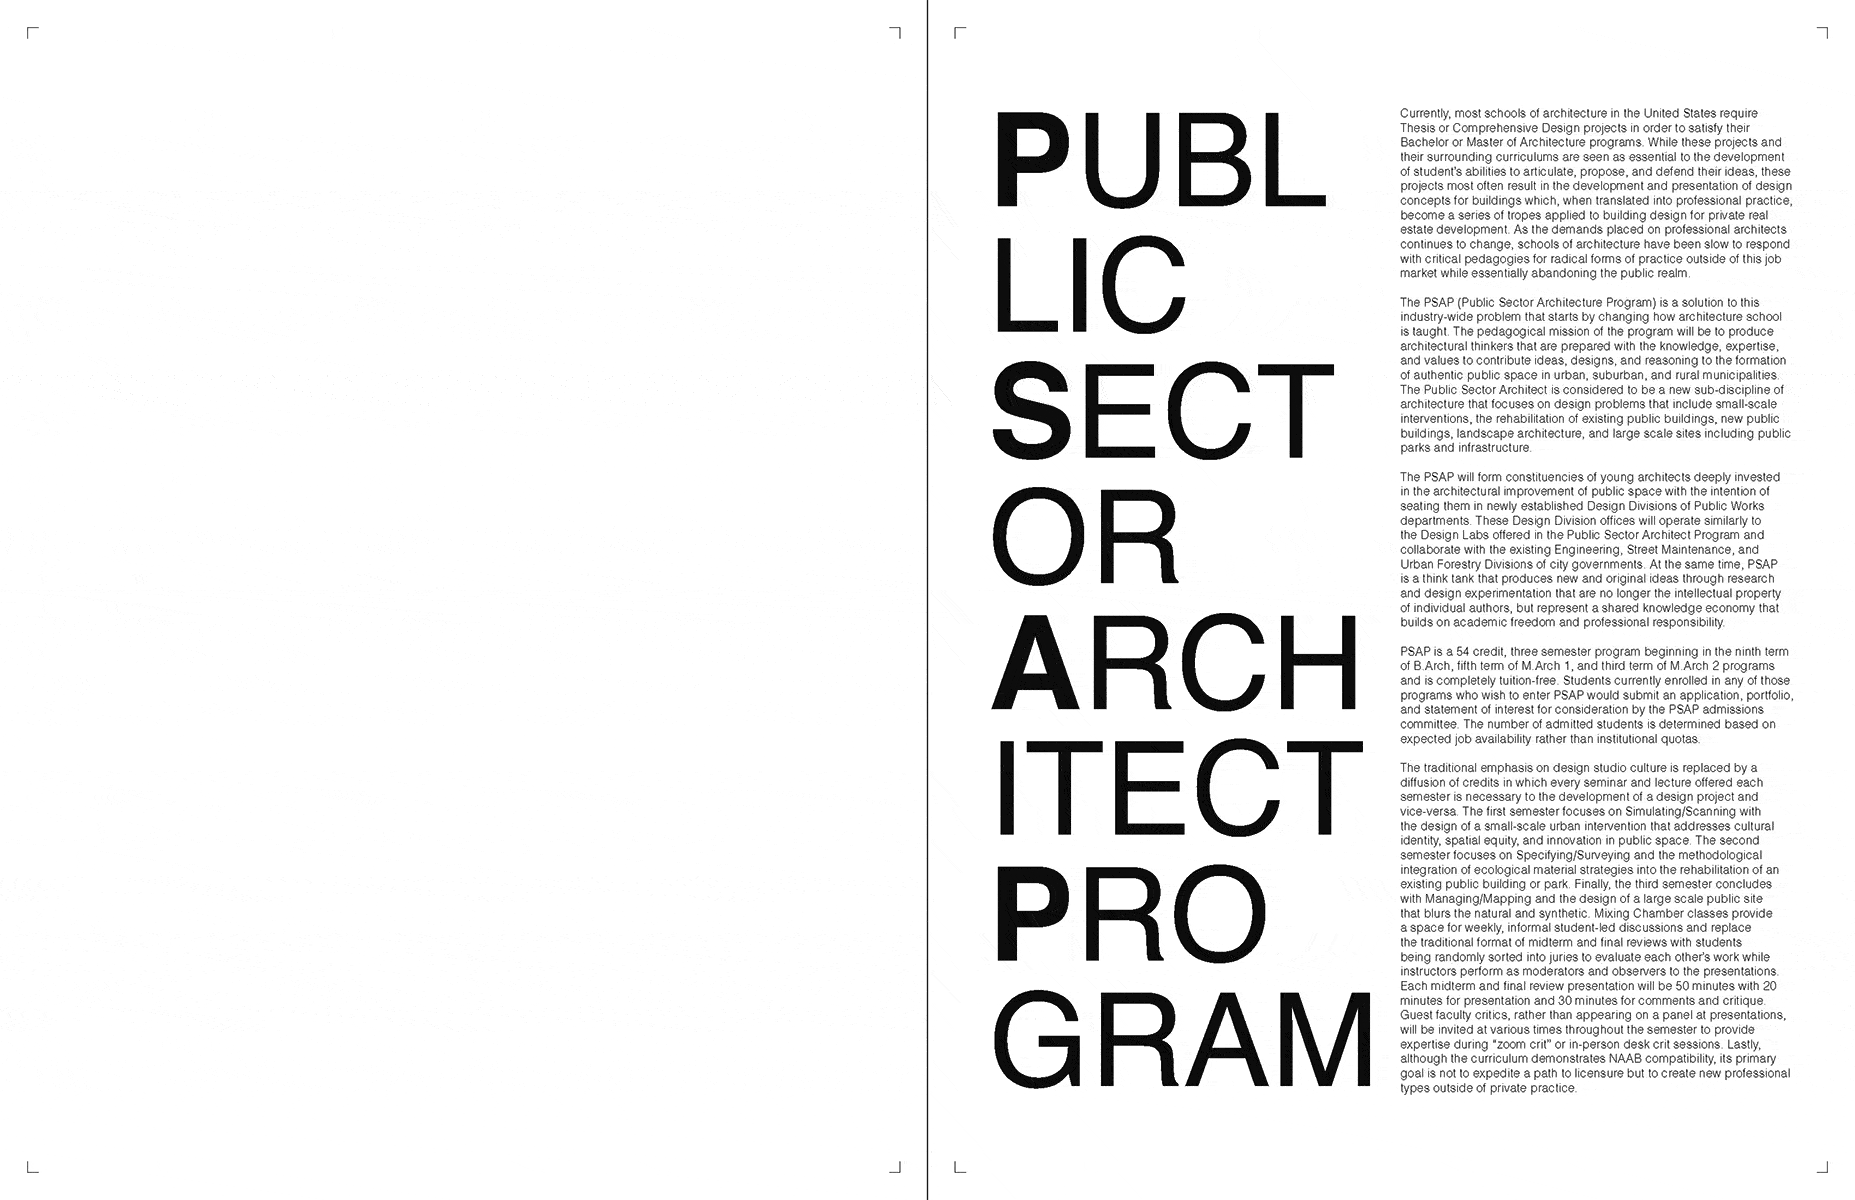 PUBL
LIC
SECT
OR
ARCH
ITECT
PRO
GRAM
Currently, most schools of architecture in the United States require
Thesis or Comprehensive Design projects in order to satisfy their
Bachelor or Master of Architecture programs. While these projects and
their surrounding curriculums are seen as essential to the development
of student's abilities to articulate, propose, and defend their ideas, these
projects most often result in the development and presentation of design
concepts for buildings which, when translated into professional practice,
become a series of tropes applied to building design for private real
estate development. As the demands placed on professional architects
continues to change, schools of architecture have been slow to respond
with critical pedagogies for radical forms of practice outside of this job
market while essentially abandoning the public realm.
The PSAP (Public Sector Architecture Program) is a solution to this
industry-wide problem that starts by changing how architecture school
is taught. The pedagogical mission of the program will be to produce
architectural thinkers that are prepared with the knowledge, expertise,
and values to contribute ideas, designs, and reasoning to the formation
of authentic public space in urban, suburban, and rural municipalities.
The Public Sector Architect is considered to be a new sub-discipline of
architecture that focuses on design problems that include small-scale
interventions, the rehabilitation of existing public buildings, new public
buildings, landscape architecture, and large scale sites including public
parks and infrastructure.
The PSAP will form constituencies of young architects deeply invested
in the architectural improvement of public space with the intention of
seating them in newly established Design Divisions of Public Works
departments. These Design Division offices will operate similarly to
the Design Labs offered in the Public Sector Architect Program and
collaborate with the existing Engineering, Street Maintenance, and
Urban Forestry Divisions of city governments. At the same time, PSAP
is a think tank that produces new and original ideas through research
and design experimentation that are no longer the intellectual property
of individual authors, but represent a shared knowledge economy that
builds on academic freedom and professional responsibility.
PSAP is a 54 credit, three semester program beginning in the ninth term
of B.Arch, fifth term of M.Arch 1, and third term of M.Arch 2 programs
and is completely tuition-free. Students currently enrolled in any of those
programs who wish to enter PSAP would submit an application, portfolio,
and statement of interest for consideration by the PSAP admissions
committee. The number of admitted students is determined based on
expected job availability rather than institutional quotas.
The traditional emphasis on design studio culture is replaced by a
diffusion of credits in which every seminar and lecture offered each
semester is necessary to the development of a design project and
vice-versa. The first semester focuses on Simulating/Scanning with
the design of a small-scale urban intervention that addresses cultural
identity, spatial equity, and innovation in public space. The second
semester focuses on Specifying/Surveying and the methodological
integration of ecological material strategies into the rehabilitation of an
existing public building or park. Finally, the third semester concludes
with Managing/Mapping and the design of a large scale public site
that blurs the natural and synthetic. Mixing Chamber classes provide
a space for weekly, informal student-led discussions and replace
the traditional format of midterm and final reviews with students
being randomly sorted into juries to evaluate each other's work while
instructors perform as moderators and observers to the presentations.
Each midterm and final review presentation will be 50 minutes with 20
minutes for presentation and 30 minutes for comments and critique.
Guest faculty critics, rather than appearing on a panel at presentations,
will be invited at various times throughout the semester to provide
expertise during “zoom crit” or in-person desk crit sessions. Lastly,
although the curriculum demonstrates NAAB compatibility, its primary
goal is not to expedite a path to licensure but to create new professional
types outside of private practice.